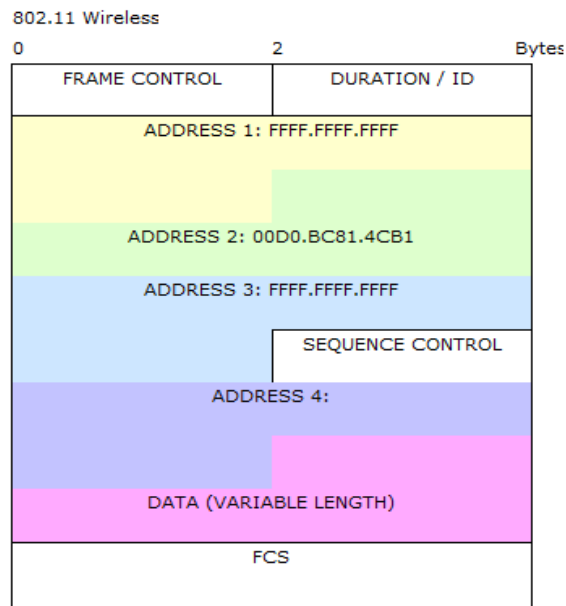 802.11 Wireless
0 2 Bytes
FRAME CONTROL DURATION / ID
ADDRESS 1: FFFF.FFFF.FFFF
ADDRESS 2: 00D0.BC81.4CB1
ADDRESS 3: FFFF.FFFF.FFFF
SEQUENCE CONTROL
ADDRESS 4:
DATA (VARIABLE LENGTH)
FCS